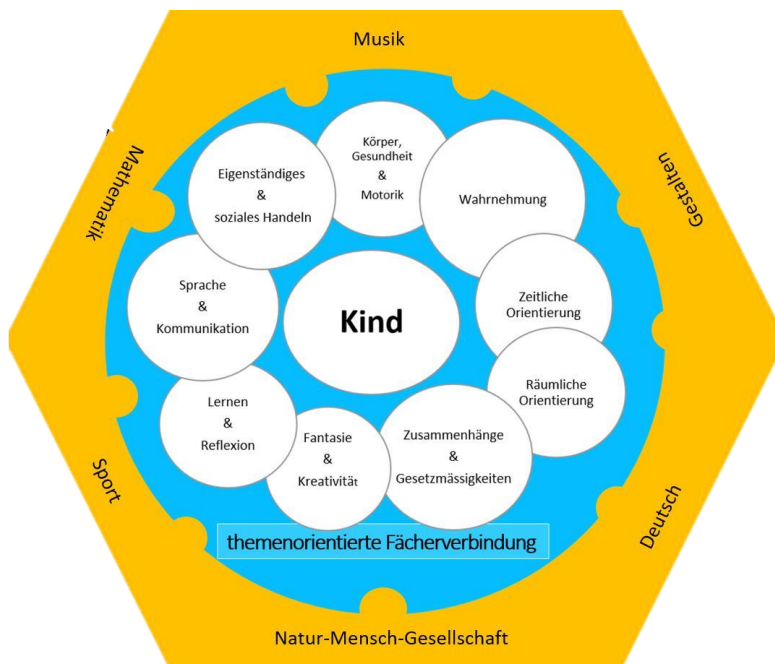 Musik
Mathematik
Gestalten
Körper,
Gesundheit
&
Motorik
Eigenständiges
&
soziales Handeln
Wahrnehmung
Sprache
&
Kommunikation
Kind
Zeitliche
Orientierung
Räumliche
Orientierung
Lernen
&
Reflexion
Fantasie
&
Kreativität
Zusammenhänge
&
Gesetzmässigkeiten
Sport
Deutsch
themenorientierte Fächerverbindung
Natur-Mensch-Gesellschaft